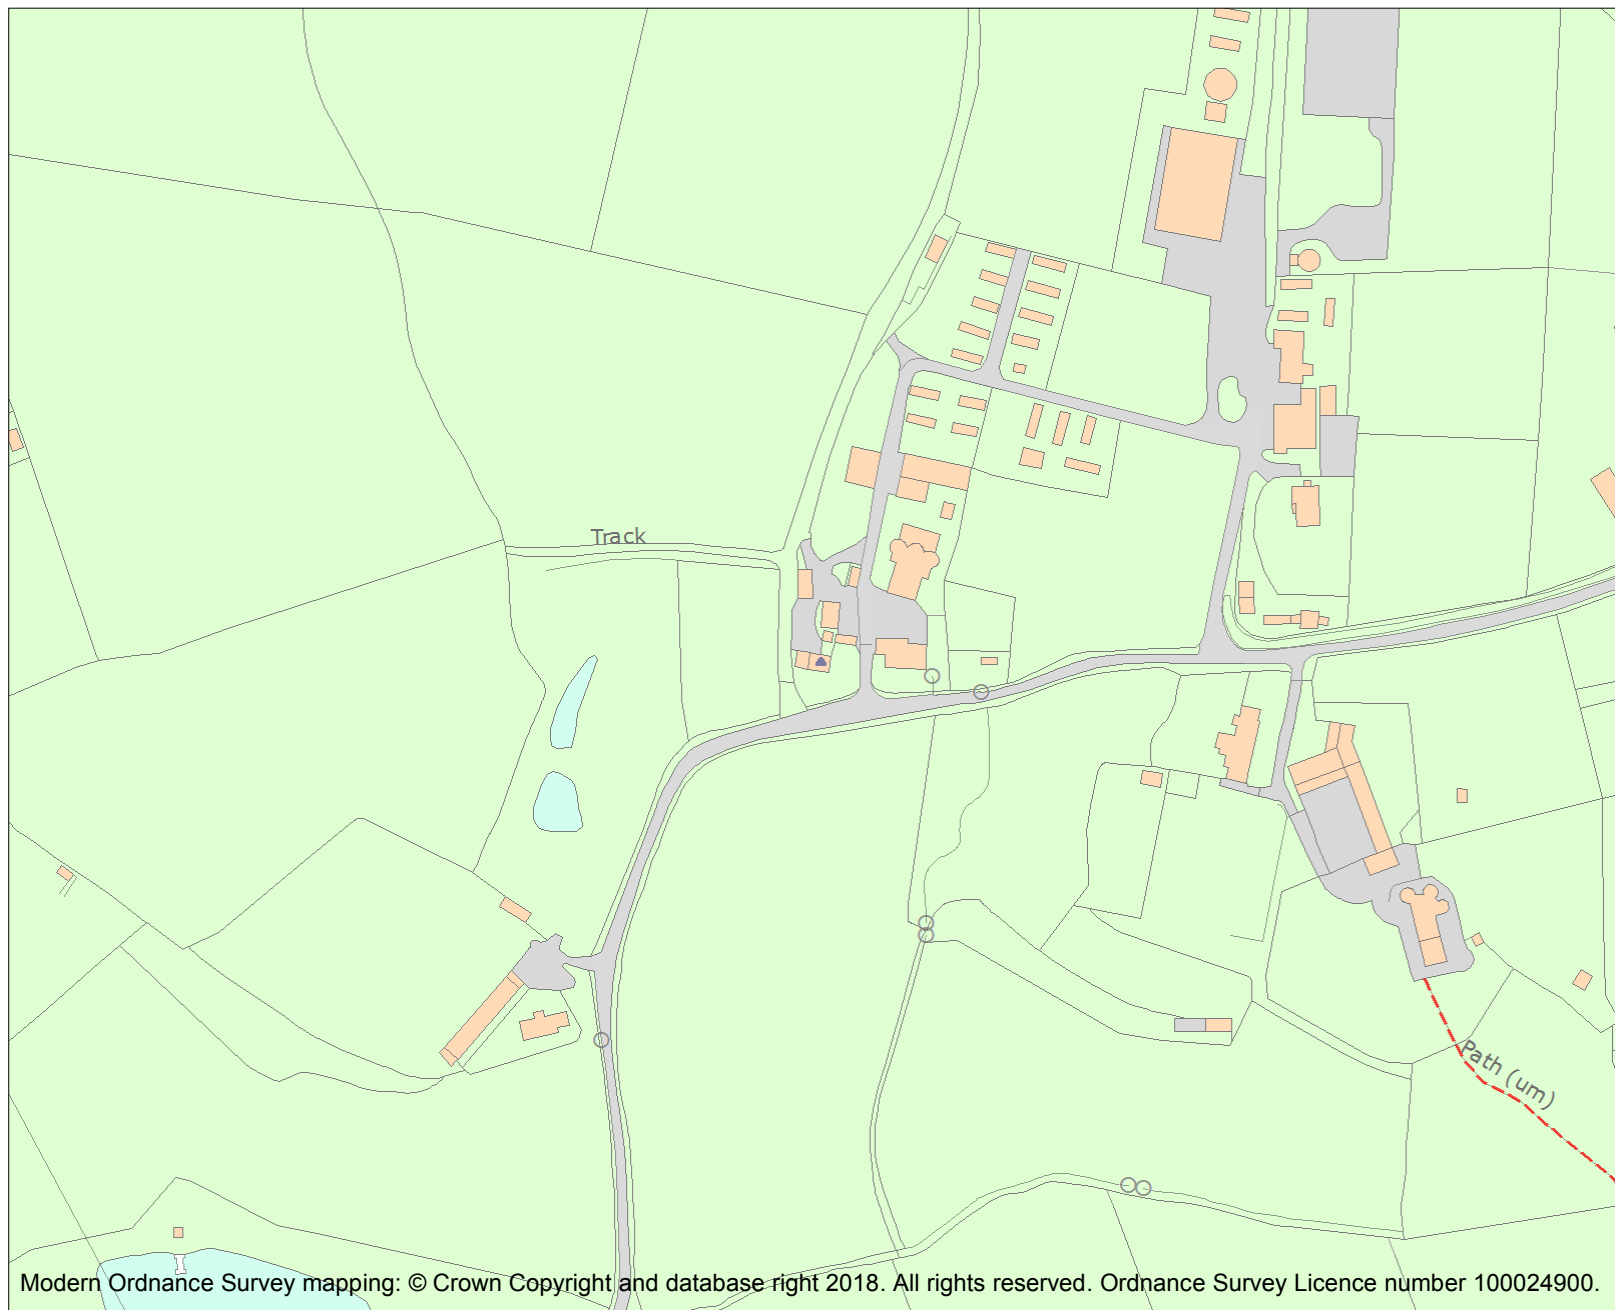 Track
Path (um)
Modern Ordnance Survey mapping: © Crown Copyright and database right 2018. All rights reserved. Ordnance Survey Licence number 100024900.